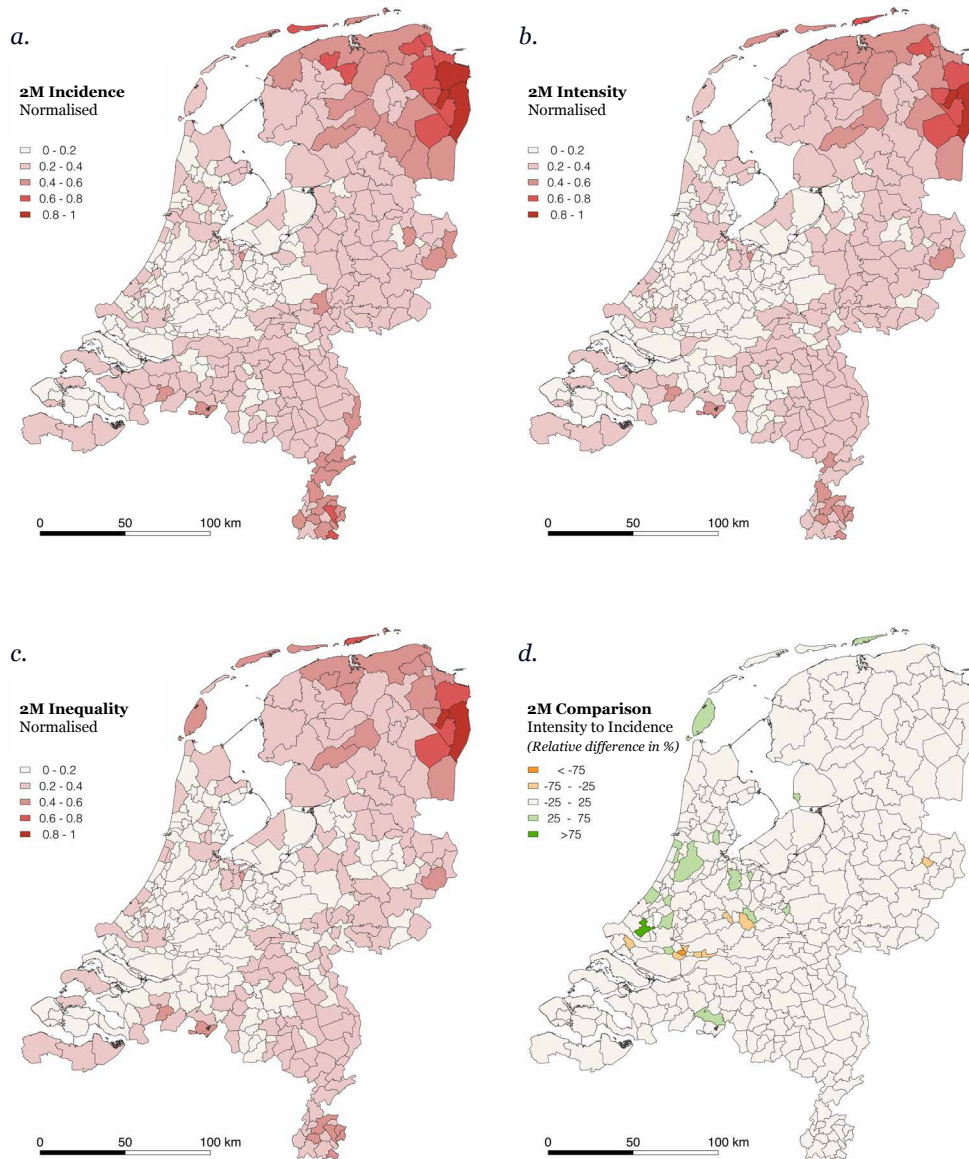 a.
2M Incidence
Normalised
0 - 0.2
0.2 - 0.4
0.4 - 0.6
0.6 - 0.8
0.8 - 1
0 50 100 km
b.
2M Intensity
Normalised
0 - 0.2
0.2 - 0.4
0.4 - 0.6
0.6 - 0.8
0.8 - 1
0 50 100 km
c.
2M Inequality
Normalised
0 - 0.2
0.2 - 0.4
0.4 - 0.6
0.6 - 0.8
0.8 - 1
0 50 100 km
d.
2M Comparison
Intensity to Incidence
(Relative difference in %)
< -75
-75 - -25
-25 - 25
25 - 75
>75
0 50 100 km